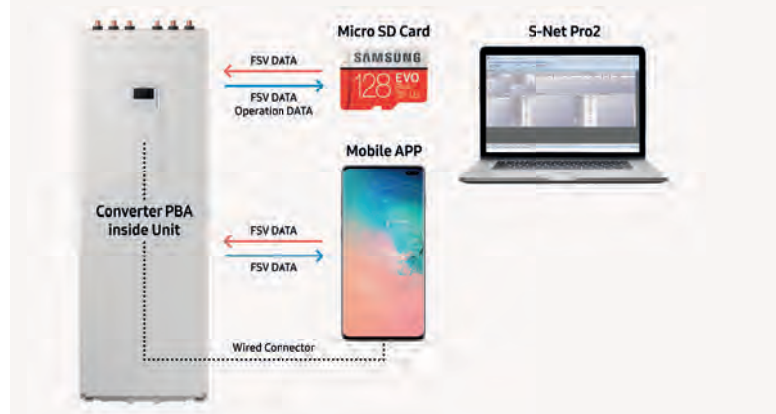 Micro SD Card
S-Net Pro2
FSV DATA
SAMSUNG
128 EVO
FSV DATA
Operation DATA
Mobile APP
Converter PBA
inside Unit
FSV DATA
FSV DATA
Wired Connector